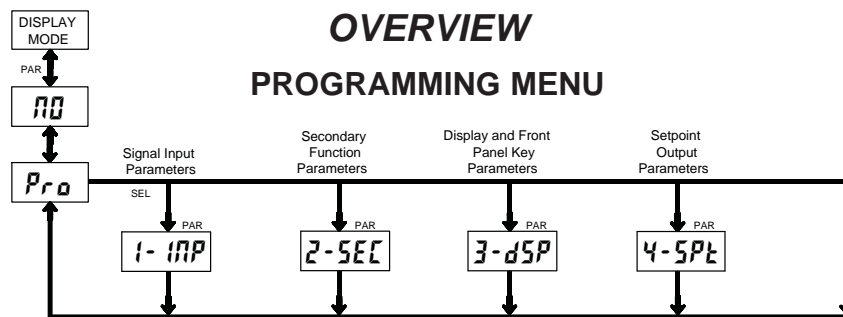 OVERVIEW
PROGRAMMING MENU
DISPLAY
MODE
PAR
NO
Pro
SEL
Signal Input
Parameters
PAR
1-INP
Secondary
Function
Parameters
PAR
2-SEC
Display and Front
Panel Key
Parameters
PAR
3-dSP
Setpoint
Output
Parameters
PAR
4-SPt